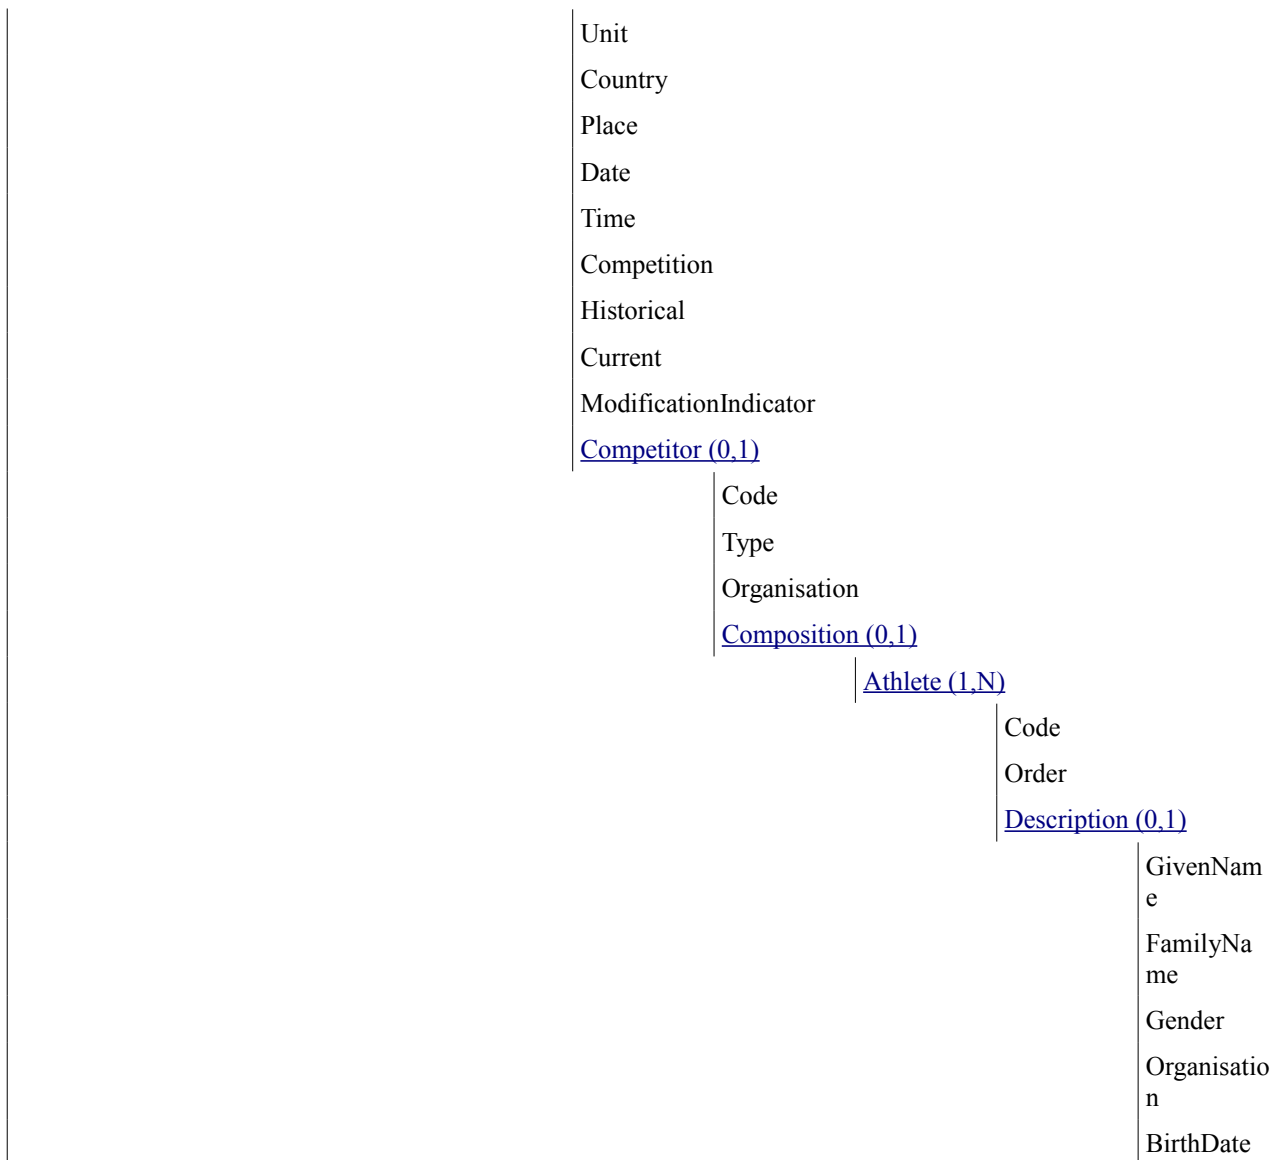 Unit
Country
Place
Date
Time
Competition
Historical
Current
ModificationIndicator
Competitor (0,1)
Code
Type
Organisation
Composition (0,1)
Athlete (1,N)
Code
Order
Description (0,1)
GivenNam
e
FamilyNa
me
Gender
Organisatio
n
BirthDate